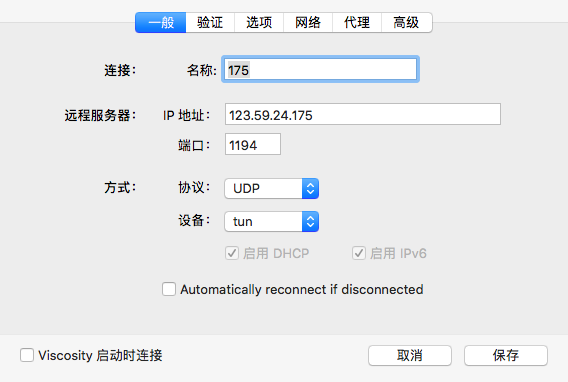 一般 验证 选项 网络 代理 高级
连接： 名称: 175
远程服务器： IP 地址： 123.59.24.175
端口： 1194
方式： 协议： UDP
设备： tun
启用 DHCP 启用 IPv6
Automatically reconnect if disconnected
Viscosity 启动时连接 取消 保存